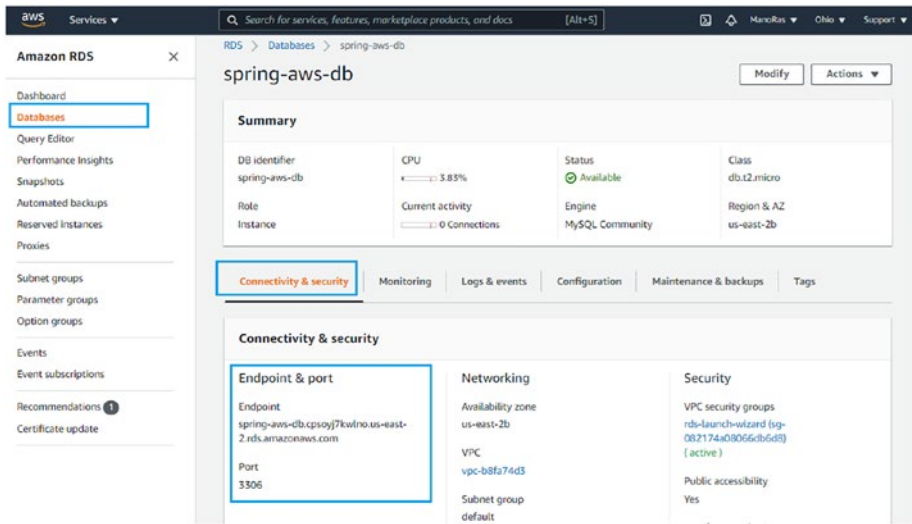 aws
Services ▼
Search for services, features, marketplace products, and docs
[Alt+S]
ManoRas ▼
Ohio ▼
Support ▼
Amazon RDS
Dashboard
Databases
Query Editor
Performance Insights
Snapshots
Automated backups
Reserved instances
Proxies
Subnet groups
Parameter groups
Option groups
Events
Event subscriptions
Recommendations 1
Certificate update
RDS > Databases > spring-aws-db
spring-aws-db
Modify
Actions ▼
Summary
DB identifier
spring-aws-db
CPU
3.83%
Status
Available
Class
db.t2.micro
Role
Instance
Current activity
0 Connections
Engine
MySQL Community
Region & AZ
us-east-2b
Connectivity & security
Monitoring
Logs & events
Configuration
Maintenance & backups
Tags
Connectivity & security
Endpoint & port
Endpoint
spring-aws-db.cpsoyj7kwlno.us-east-
2.rds.amazonaws.com
Port
3306
Networking
Availability zone
us-east-2b
VPC
vpc-b8fa74d3
Subnet group
default
Security
VPC security groups
rds-launch-wizard (sg-
082174a08066db6d8)
( active )
Public accessibility
Yes